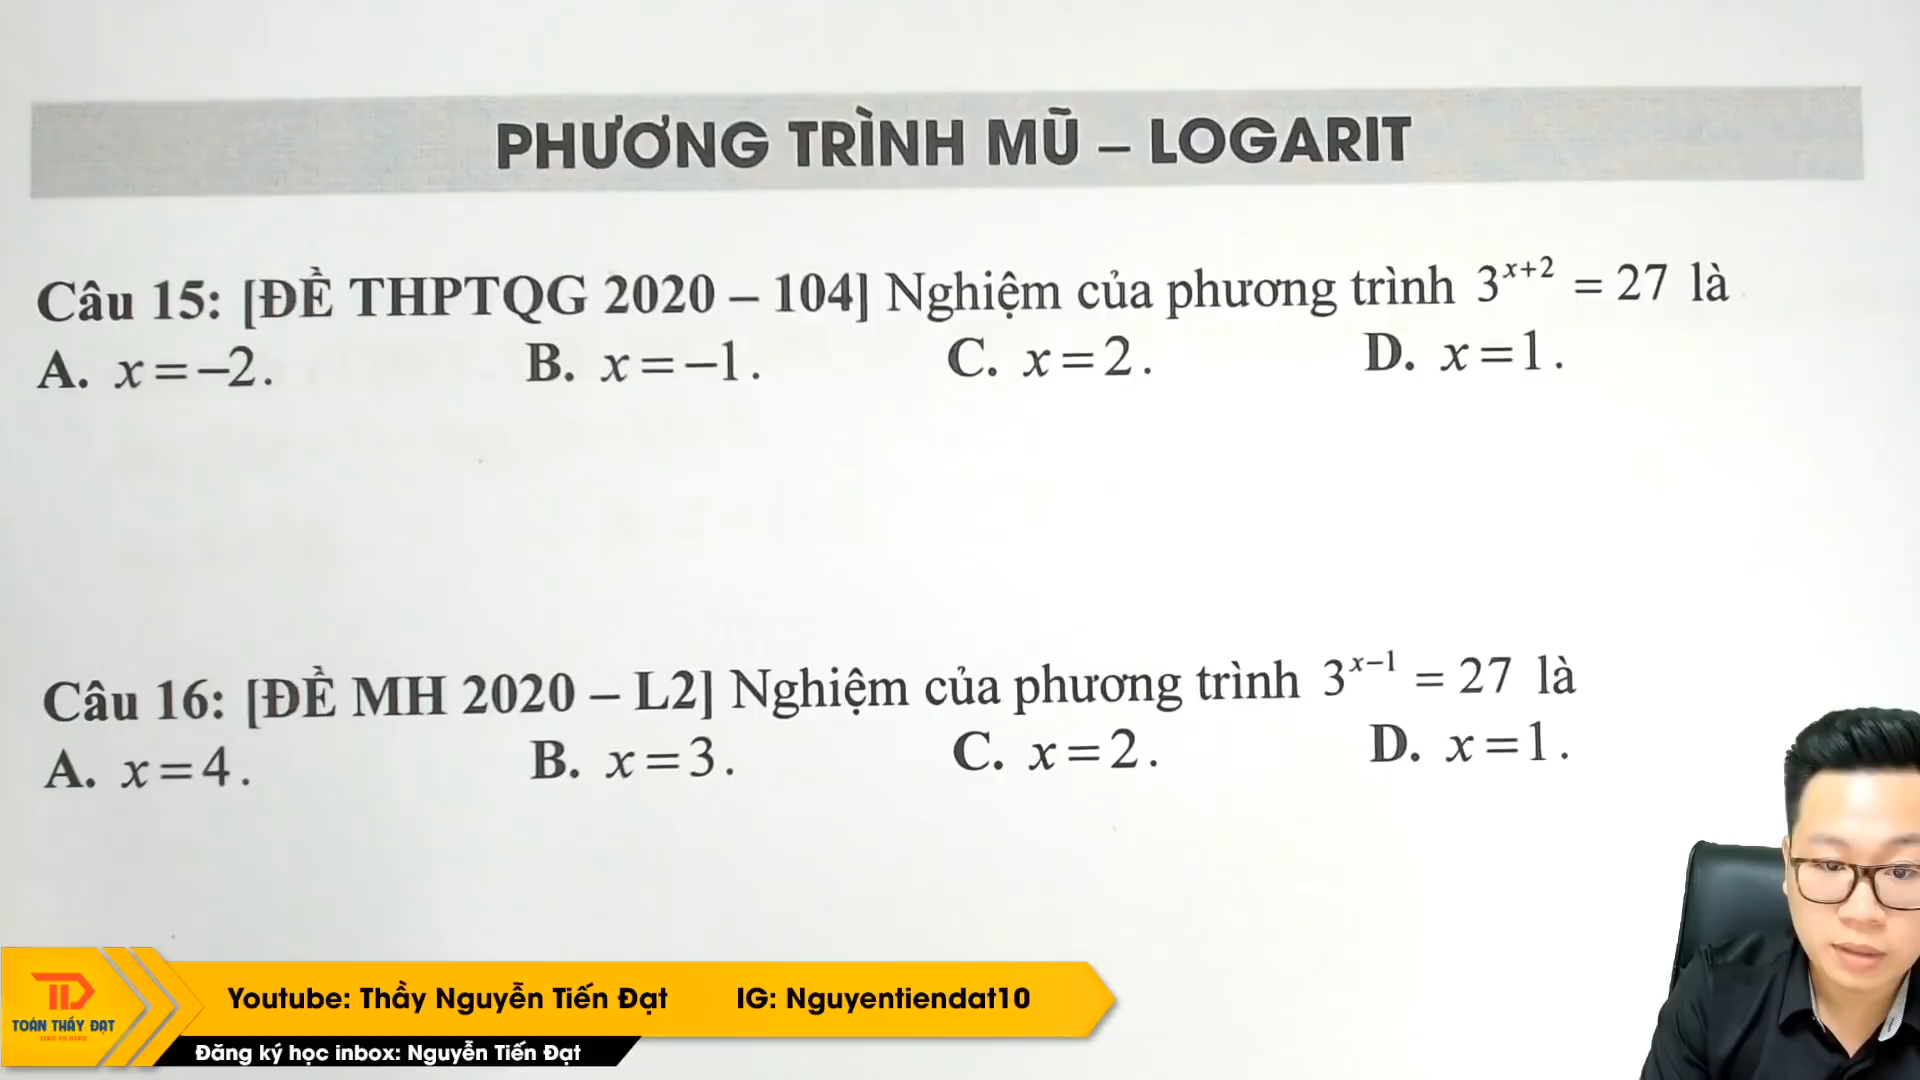 PHƯƠNG TRÌNH MŨ – LOGARIT
Câu 15: [ĐỀ THPTQG 2020 – 104] Nghiệm của phương trình 3^{x+2} = 27 là
A. x = −2. B. x = −1. C. x = 2. D. x = 1.
Câu 16: [ĐỀ MH 2020 – L2] Nghiệm của phương trình 3^{x−1} = 27 là
A. x = 4. B. x = 3. C. x = 2. D. x = 1.
Youtube: Thầy Nguyễn Tiến Đạt IG: Nguyentiendat10
TOÁN THẦY ĐẠT
ZERO TO HERO
Đăng ký học inbox: Nguyễn Tiến Đạt